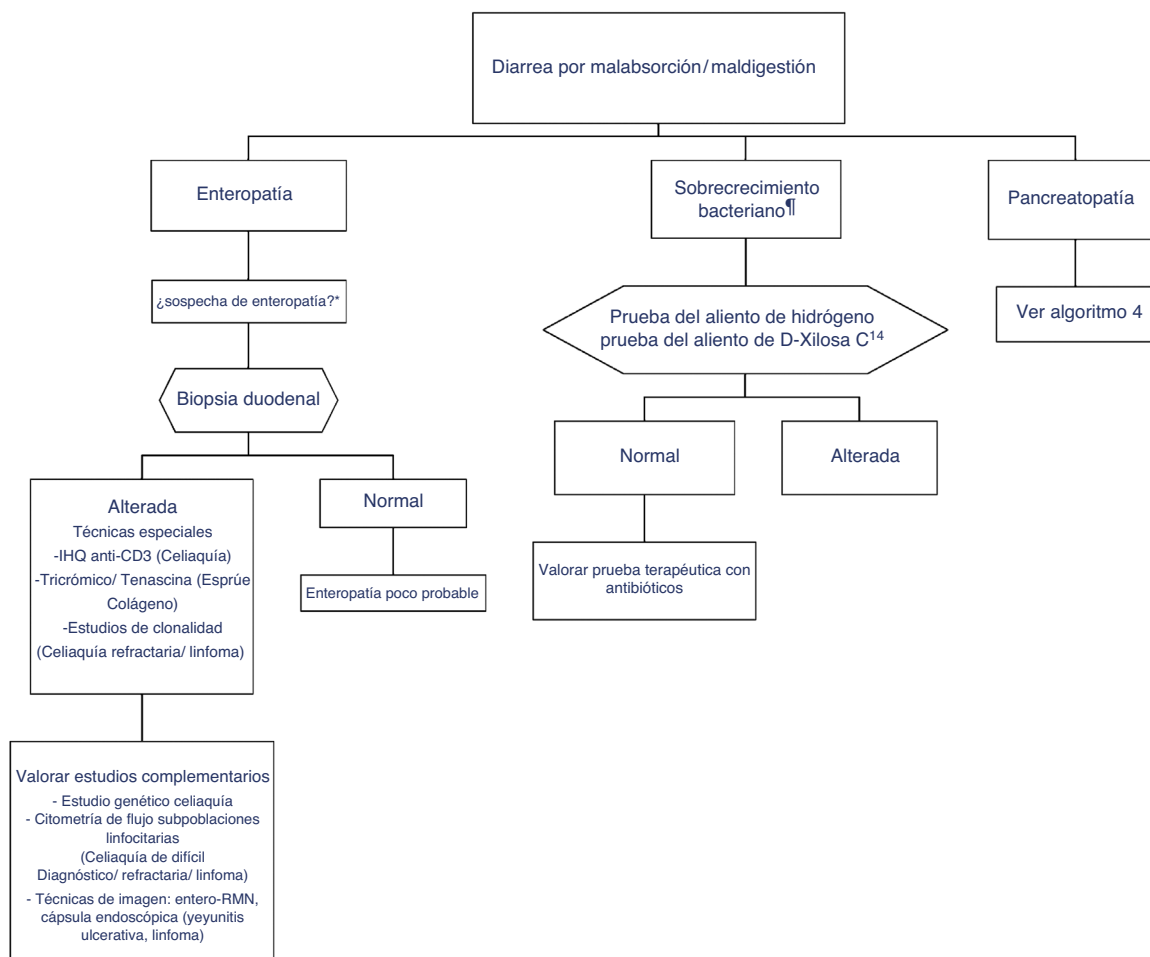 Diarrea por malabsorción/maldigestión
Enteropatía
Sobrecrecimiento
bacteriano¶
Pancreatopatía
¿sospecha de enteropatía?*
Prueba del aliento de hidrógeno
prueba del aliento de D-Xilosa C¹⁴
Ver algoritmo 4
Biopsia duodenal
Normal
Alterada
Alterada
Técnicas especiales
-IHQ anti-CD3 (Celiaquía)
-Tricrómico/ Tenascina (Esprúe
Colágeno)
-Estudios de clonalidad
(Celiaquía refractaria/ linfoma)
Normal
Enteropatía poco probable
Valorar prueba terapéutica con
antibióticos
Valorar estudios complementarios
- Estudio genético celiaquía
- Citometría de flujo subpoblaciones
linfocitarias
(Celiaquía de difícil
Diagnóstico/ refractaria/ linfoma)
- Técnicas de imagen: entero-RMN,
cápsula endoscópica (yeyunitis
ulcerativa, linfoma)